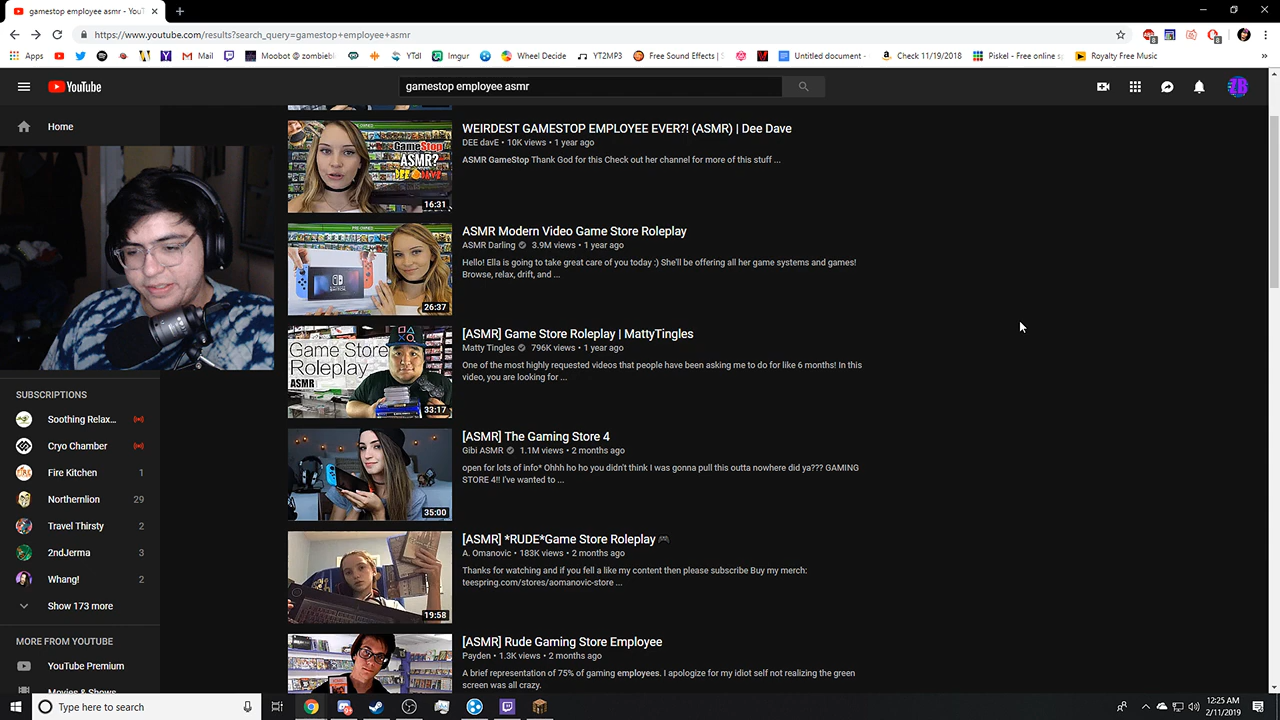 gamestop employee asmr - YouT
https://www.youtube.com/results?search_query=gamestop+employee+asmr
Apps
Mail
Moobot @ zombiebl
YTdl
Imgur
Wheel Decide
YT2MP3
Free Sound Effects |
Untitled document -
Check 11/19/2018
Piskel - Free online s
Royalty Free Music
YouTube
gamestop employee asmr
ZB
Home
WEIRDEST GAMESTOP EMPLOYEE EVER?! (ASMR) | Dee Dave
DEE davE • 10K views • 1 year ago
ASMR GameStop Thank God for this Check out her channel for more of this stuff ...
GameStop
ASMR?
DEE DAVE
16:31
ASMR Modern Video Game Store Roleplay
ASMR Darling 3.9M views • 1 year ago
Hello! Ella is going to take great care of you today :) She'll be offering all her game systems and games!
Browse, relax, drift, and ...
26:37
[ASMR] Game Store Roleplay | MattyTingles
Matty Tingles 796K views • 1 year ago
One of the most highly requested videos that people have been asking me to do for like 6 months! In this
video, you are looking for ...
Game Store
Roleplay
ASMR
33:17
[ASMR] The Gaming Store 4
Gibi ASMR 1.1M views • 2 months ago
open for lots of info* Ohhh ho ho you didn't think I was gonna pull this outta nowhere did ya??? GAMING
STORE 4!! I've wanted to ...
35:00
[ASMR] *RUDE*Game Store Roleplay 🎮
A. Omanovic • 183K views • 2 months ago
Thanks for watching and if you fell a like my content then please subscribe Buy my merch:
teespring.com/stores/aomanovic-store ...
19:58
[ASMR] Rude Gaming Store Employee
Payden • 1.3K views • 2 months ago
A brief representation of 75% of gaming employees. I apologize for my idiot self not realizing the green
screen was all crazy.
SUBSCRIPTIONS
Soothing Relax...
Cryo Chamber
Fire Kitchen 1
Northernlion 29
Travel Thirsty 2
2ndJerma 3
Whang! 2
Show 173 more
MORE FROM YOUTUBE
YouTube Premium
Movies & Shows
Type here to search
12:25 AM
2/11/2019